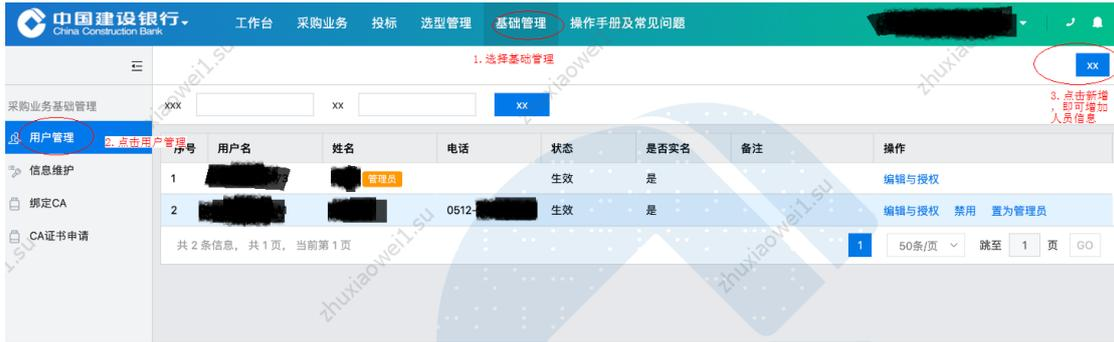 中国建设银行
China Construction Bank
工作台 采购业务 投标 选型管理 基础管理 操作手册及常见问题
1.选择基础管理
xx
3.点击新增
，即可增加
人员信息
采购业务基础管理
xxx xx xx
用户管理
2.点击用户管理
序号 用户名 姓名 电话 状态 是否实名 备注 操作
信息维护
1 管理员 生效 是 编辑与授权
绑定CA
2 0512- 生效 是 编辑与授权 禁用 置为管理员
CA证书申请
共 2 条信息， 共 1 页， 当前第 1 页 1 50条/页 跳至 1 页 GO
zhuxiaowei1.su
zhuxiaowei1.su
zhuxiaowei1.su